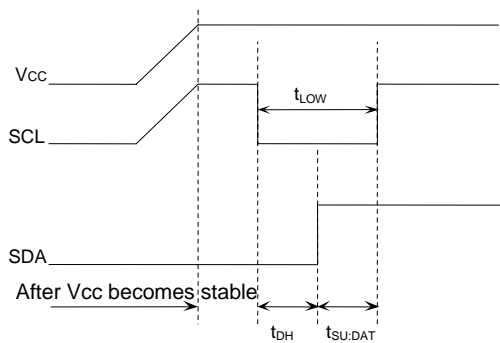 VCC
tLOW
SCL
SDA
After Vcc becomes stable
tDH
tSU:DAT